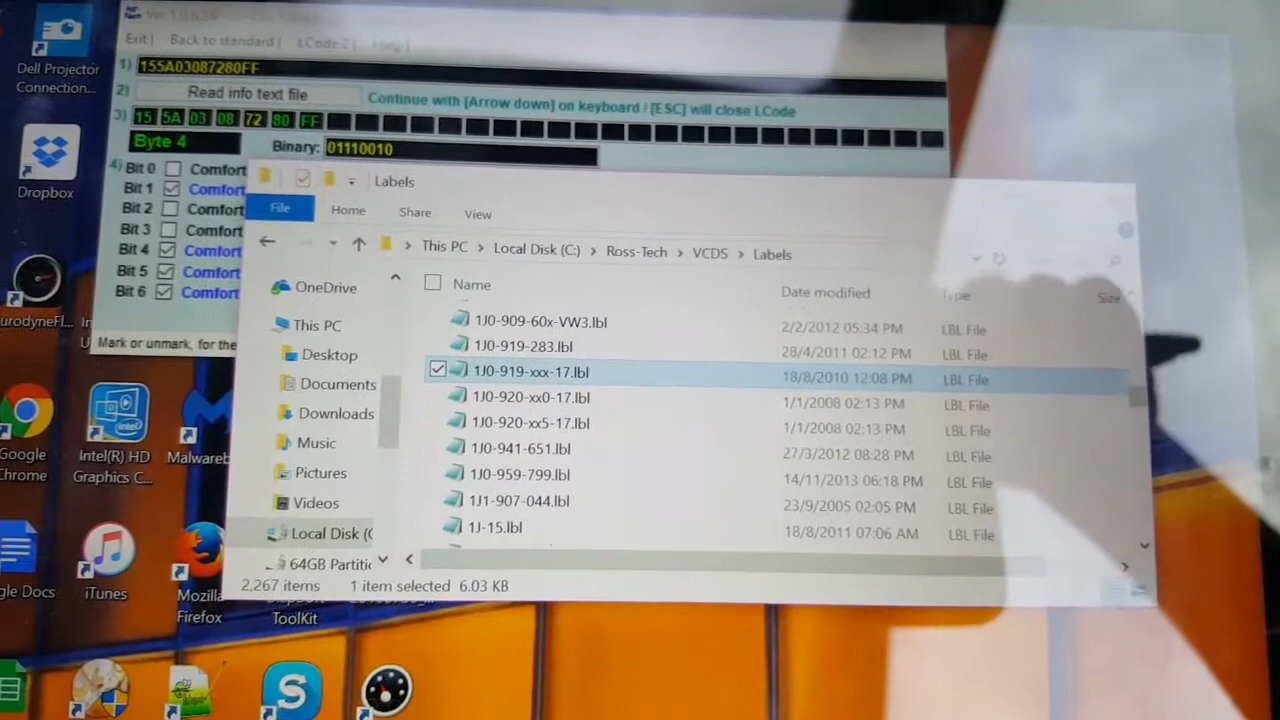 Exit | Back to standard | LCode 2 | Help |
1) 155A03087280FF
2) Read info text file Continue with [Arrow down] on keyboard / [ESC] will close LCode
3) 15 5A 03 08 72 80 FF
Byte 4 Binary: 01110010
4) Bit 0 Comfort
Bit 1 Comfort
Bit 2 Comfort
Bit 3 Comfort
Bit 4 Comfort
Bit 5 Comfort
Bit 6 Comfort
Mark or unmark, for the
Labels
File Home Share View
This PC > Local Disk (C:) > Ross-Tech > VCDS > Labels
Name Date modified Type Size
1J0-909-60x-VW3.lbl 2/2/2012 05:34 PM LBL File
1J0-919-283.lbl 28/4/2011 02:12 PM LBL File
1J0-919-xxx-17.lbl 18/8/2010 12:08 PM LBL File
1J0-920-xx0-17.lbl 1/1/2008 02:13 PM LBL File
1J0-920-xx5-17.lbl 1/1/2008 02:13 PM LBL File
1J0-941-651.lbl 27/3/2012 08:28 PM LBL File
1J0-959-799.lbl 14/11/2013 06:18 PM LBL File
1J1-907-044.lbl 23/9/2005 02:05 PM LBL File
1J-15.lbl 18/8/2011 07:06 AM LBL File
OneDrive
This PC
Desktop
Documents
Downloads
Music
Pictures
Videos
Local Disk (C
64GB Partitic
2,267 items 1 item selected 6.03 KB
Dell Projector
Connection...
Dropbox
urodyneFl...
Google
Chrome
Intel(R) HD
Graphics C...
Malwareb
gle Docs
iTunes
Mozilla
Firefox
ToolKit